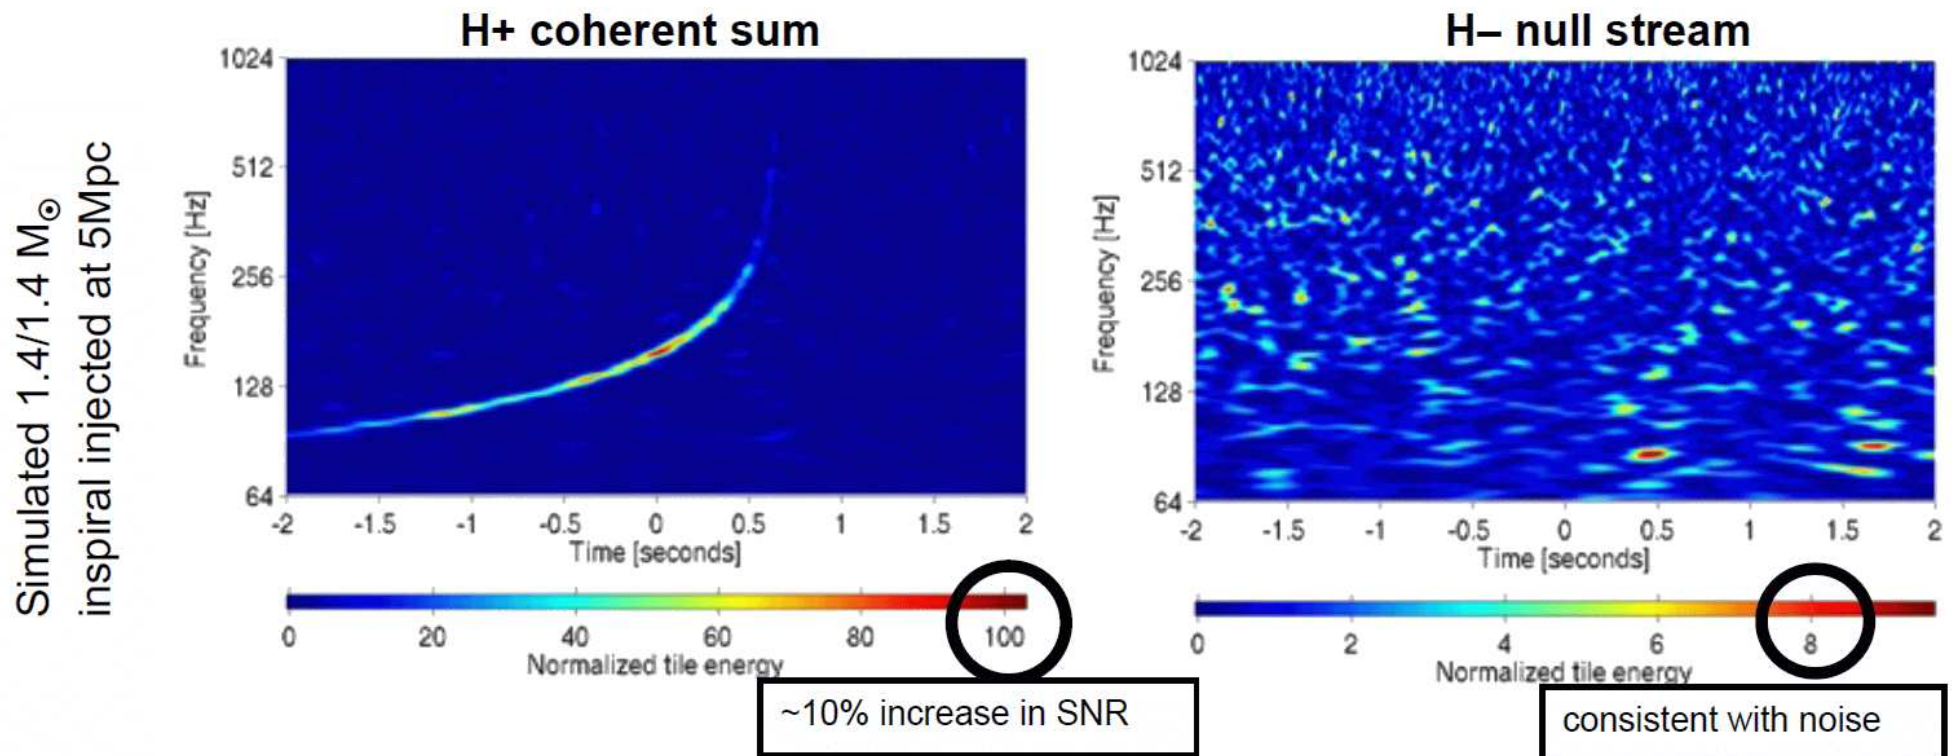 Simulated 1.4/1.4 M⊙
inspiral injected at 5Mpc
H+ coherent sum
1024
512
256
128
64
Frequency [Hz]
-2 -1.5 -1 -0.5 0 0.5 1 1.5 2
Time [seconds]
0 20 40 60 80 100
Normalized tile energy
~10% increase in SNR
H– null stream
1024
512
256
128
64
Frequency [Hz]
-2 -1.5 -1 -0.5 0 0.5 1 1.5 2
Time [seconds]
0 2 4 6 8
Normalized tile energy
consistent with noise